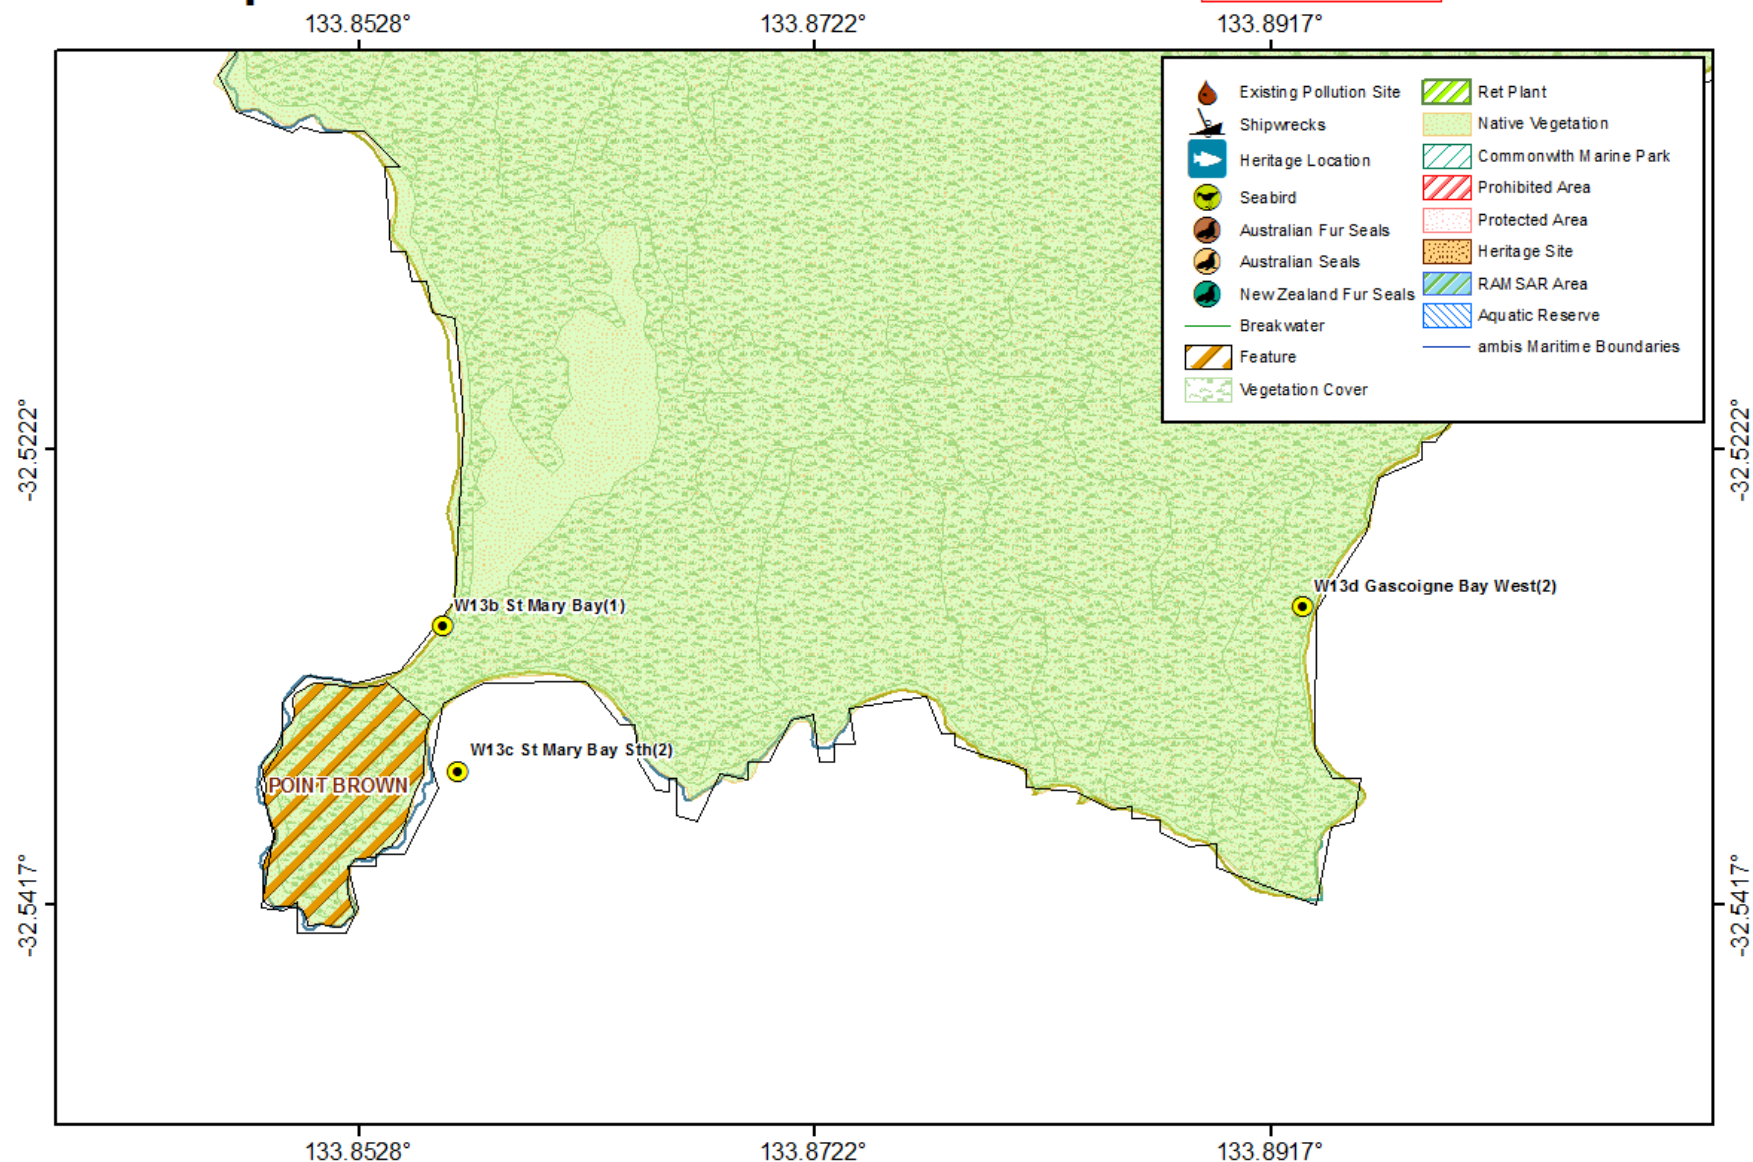 133.8528° 133.8722° 133.8917°
Existing Pollution Site
Shipwrecks
Heritage Location
Seabird
Australian Fur Seals
Australian Seals
New Zealand Fur Seals
Breakwater
Feature
Vegetation Cover
Ret Plant
Native Vegetation
Commonwlth Marine Park
Prohibited Area
Protected Area
Heritage Site
RAMSAR Area
Aquatic Reserve
ambis Maritime Boundaries
-32.5222° -32.5222°
W13d Gascoigne Bay West(2)
W13b St Mary Bay(1)
W13c St Mary Bay Sth(2)
POINT BROWN
-32.5417° -32.5417°
133.8528° 133.8722° 133.8917°